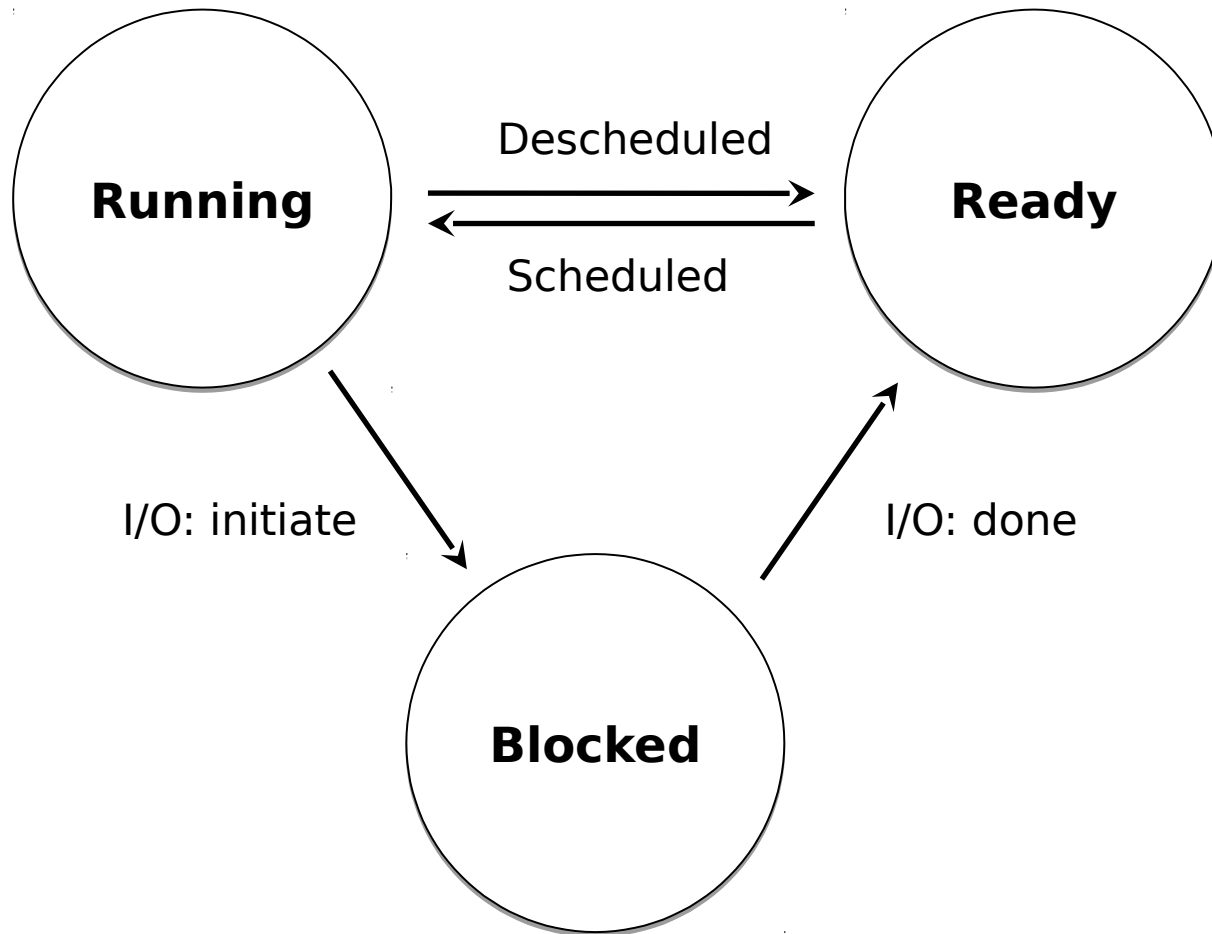 Descheduled
Running
Ready
Scheduled
I/O: initiate
I/O: done
Blocked